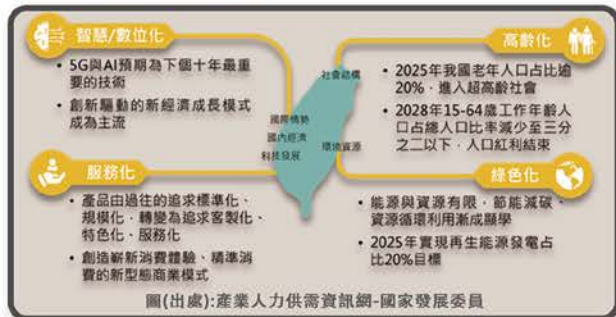 智慧/數位化
• 5G與AI預期為下個十年最重
要的技術
• 創新驅動的新經濟成長模式
成為主流
高齡化
• 2025年我國老年人口占比逾
20%，進入超高齡社會
• 2028年15-64歲工作年齡人
口占總人口比率減少至三分
之二以下，人口紅利結束
社會結構
國際情勢
國內經濟
科技發展
環境資源
服務化
• 產品由過往的追求標準化、
規模化，轉變為追求客製化、
特色化、服務化
• 創造嶄新消費體驗、精準消
費的新型態商業模式
綠色化
• 能源與資源有限，節能減碳、
資源循環利用漸成顯學
• 2025年實現再生能源發電占
比20%目標
圖(出處):產業人力供需資訊網-國家發展委員